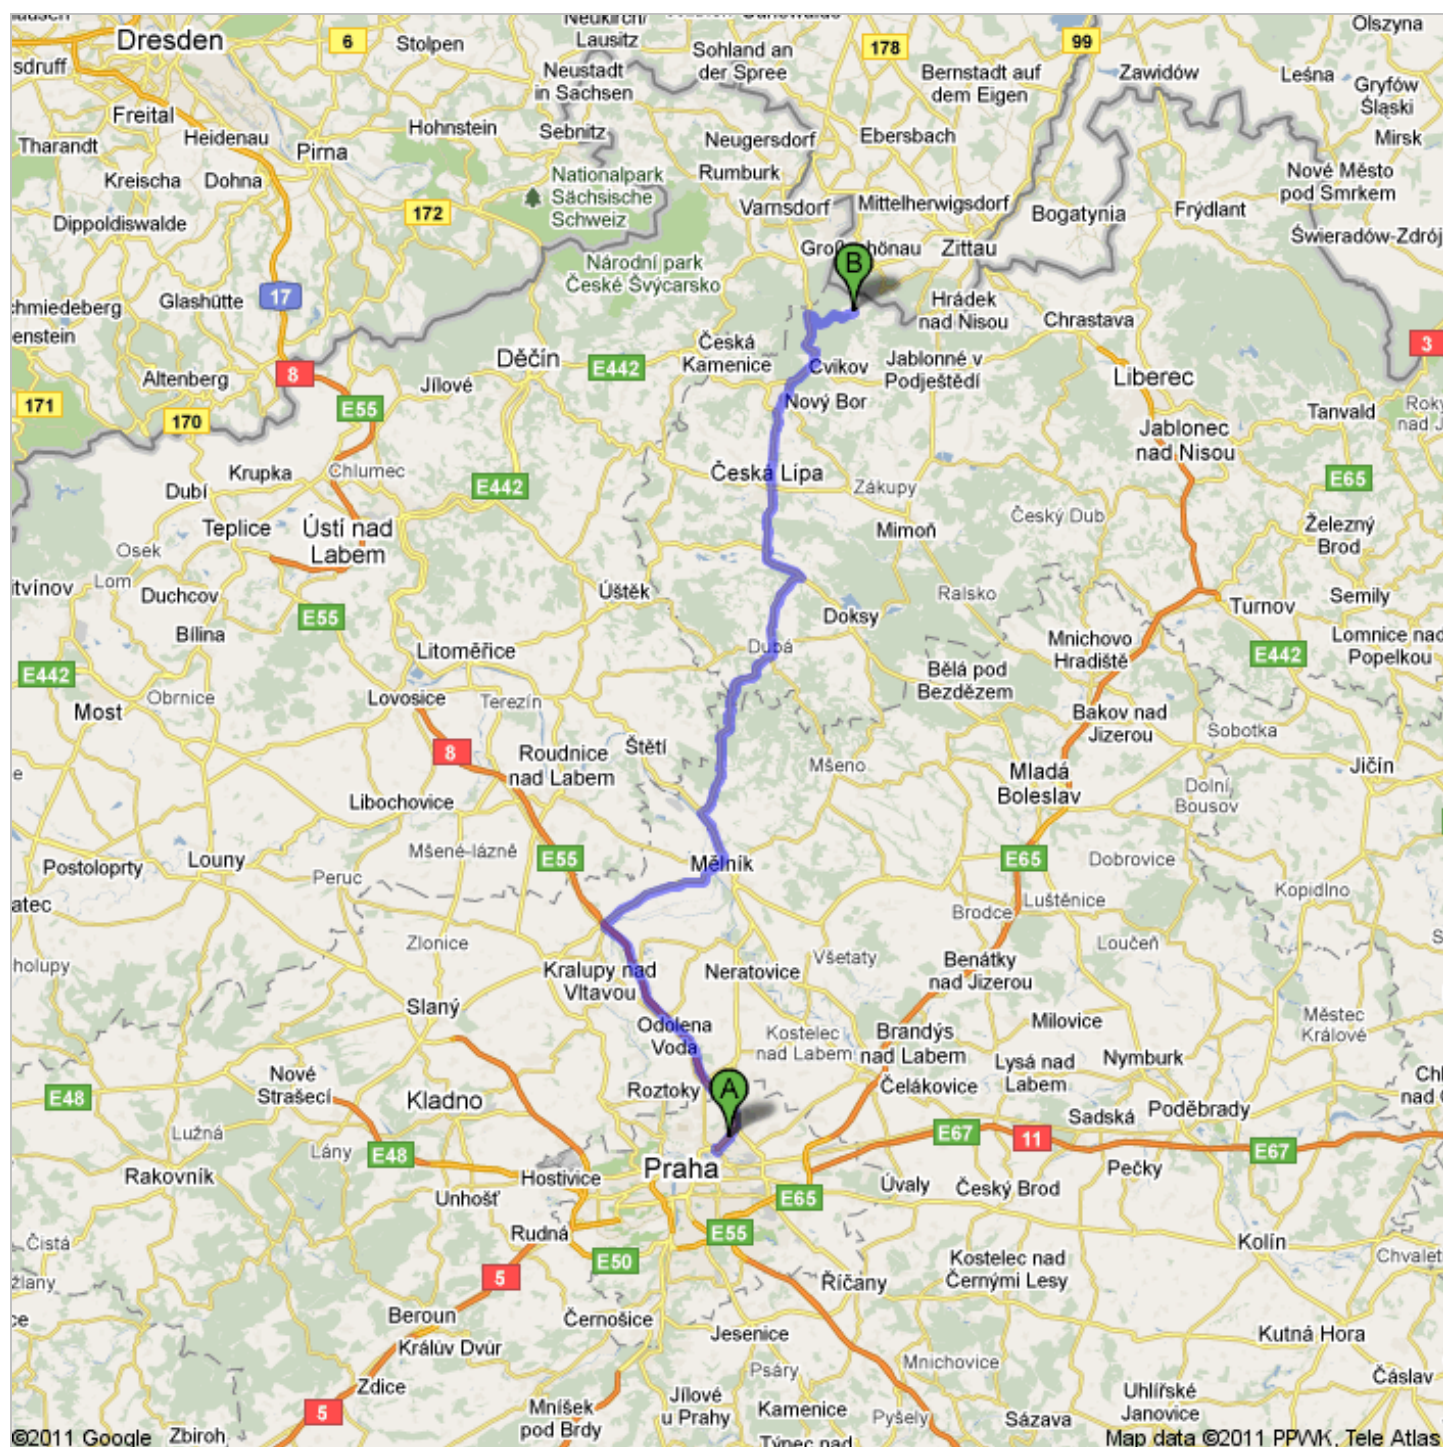 Neukirch/
Lausitz
Olszyna
Dresden
6
Stolpen
Sohland an
der Spree
178
99
sdruff
Neustadt
in Sachsen
Bernstadt auf
dem Eigen
Zawidów
Leśna
Gryfów
Śląski
Freital
Heidenau
Hohnstein
Sebnitz
Neugersdorf
Ebersbach
Mirsk
Tharandt
Pirna
Kreischa
Dohna
Nationalpark
Sächsische
Schweiz
Rumburk
Nové Město
pod Smrkem
Dippoldiswalde
172
Varnsdorf
Mittelherwigsdorf
Bogatynia
Frýdlant
Świeradów-Zdrój
Großschönau
Zittau
B
Národní park
České Švýcarsko
17
Glashütte
Hrádek
nad Nisou
Chrastava
Česká
Kamenice
Děčín
E442
Cvikov
Jablonné v
Podještědí
3
8
Altenberg
Jílové
Liberec
171
170
E55
Nový Bor
Tanvald
Jablonec
nad Nisou
Krupka
Chlumec
Česká Lípa
Zákupy
E65
Dubí
E442
Teplice
Ústí nad
Labem
Mimoň
Český Dub
Železný
Brod
Osek
Lom
Duchcov
E55
Úštěk
Doksy
Ralsko
Turnov
Semily
Bílina
Litoměřice
Dubá
Mnichovo
Hradiště
E442
Lomnice nad
Popelkou
E442
Obrnice
Lovosice
Terezín
Bělá pod
Bezdězem
Most
Bakov nad
Jizerou
Sobotka
8
Roudnice
nad Labem
Štětí
Mšeno
Mladá
Boleslav
Dolní
Bousov
Jičín
Libochovice
Postoloprty
Louny
Mšené-lázně
E55
Mělník
E65
Dobrovice
Peruc
Luštěnice
Kopidlno
Brodce
Zlonice
Loučeň
Všetaty
Benátky
nad Jizerou
Kralupy nad
Vltavou
Neratovice
Slaný
Odolena
Voda
Kostelec
nad Labem
Brandýs
nad Labem
Milovice
Městec
Králové
Nové
Strašecí
E48
Roztoky
A
Čelákovice
Lysá nad
Labem
Nymburk
Kladno
Sadská
Poděbrady
Lužná
Lány
E48
E67
11
E67
Rakovník
Hostivice
Praha
Pečky
Unhošť
E65
Úvaly
Český Brod
Čistá
Rudná
E55
Kolín
E50
5
Říčany
Kostelec nad
Černými Lesy
Chvalet
Beroun
Černošice
Jesenice
Kutná Hora
Králův Dvůr
Psáry
Mnichovice
Zdice
Čáslav
5
Mníšek
pod Brdy
Jílové
u Prahy
Kamenice
Pyšely
Sázava
Uhlířské
Janovice
©2011 Google
Zbiroh
Týnec nad
Map data ©2011 PPWK, Tele Atlas